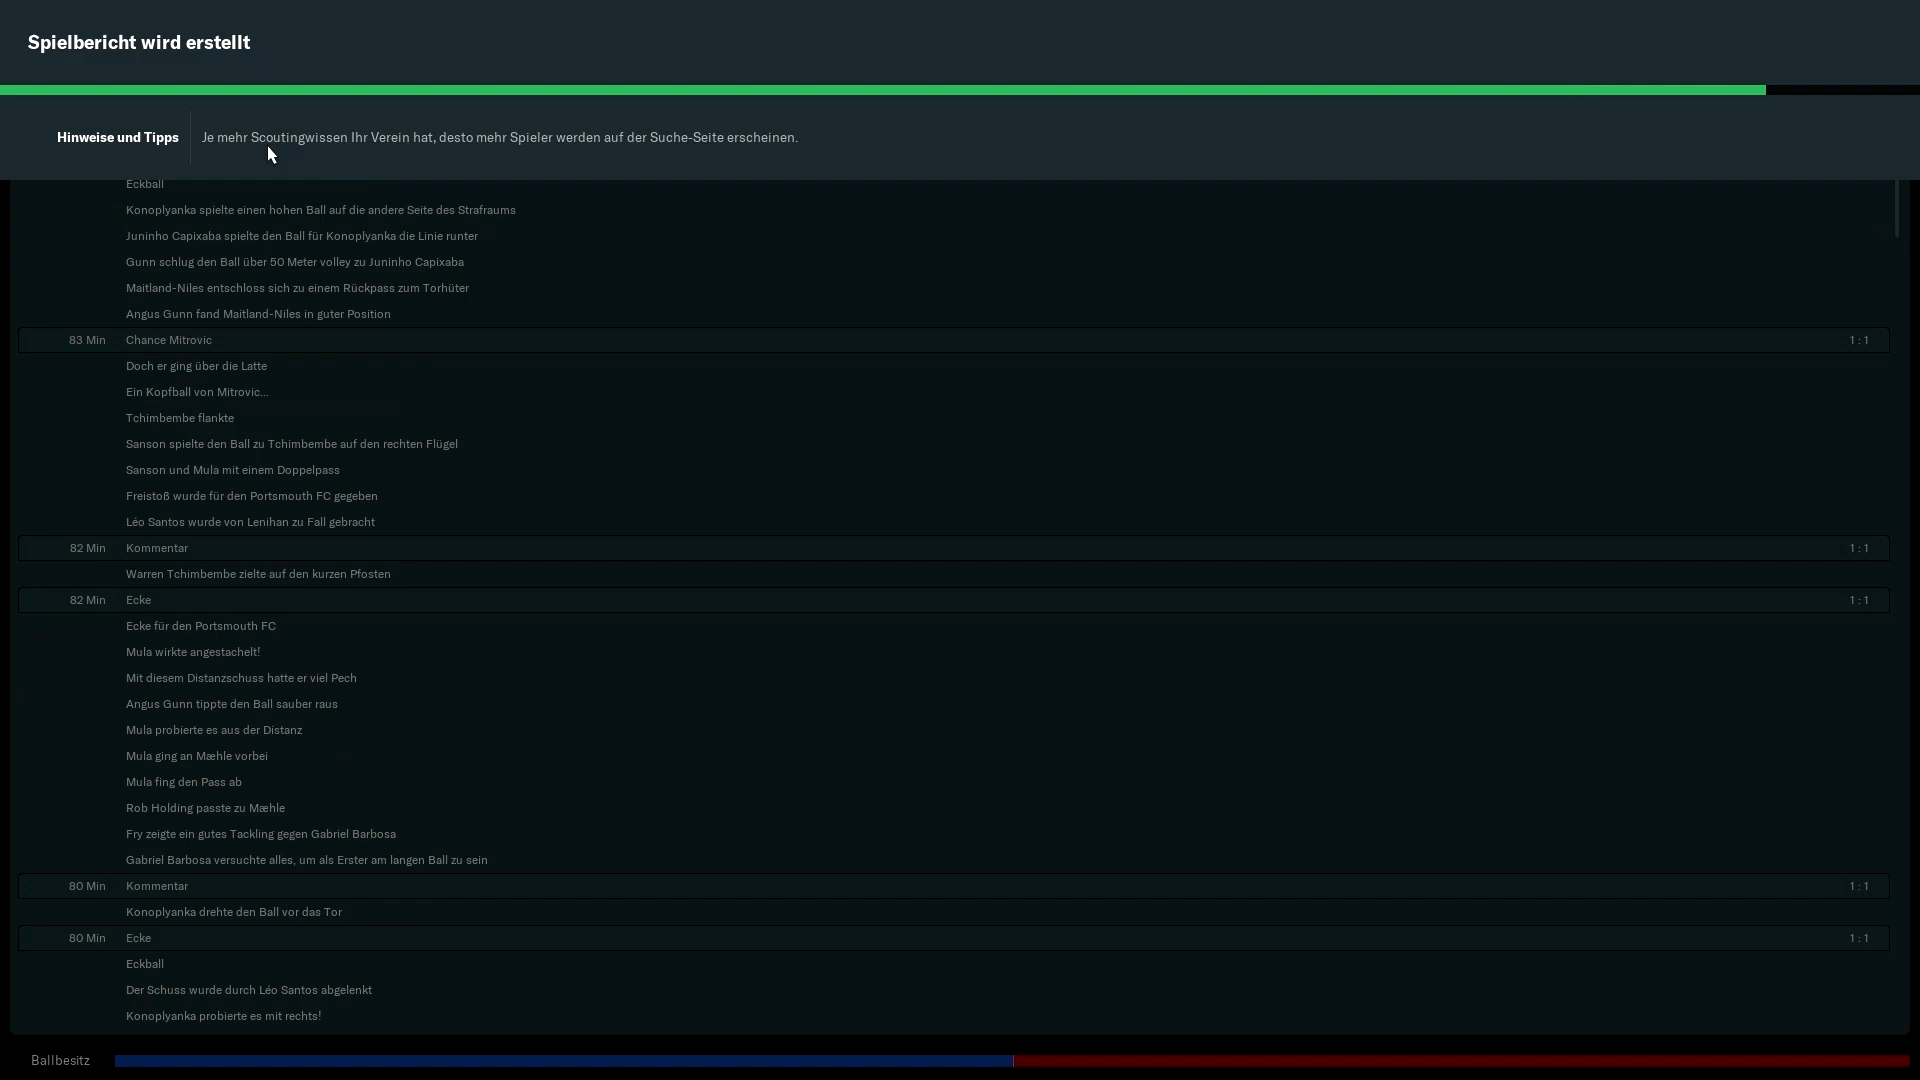 Spielbericht wird erstellt
Hinweise und Tipps
Je mehr Scoutingwissen Ihr Verein hat, desto mehr Spieler werden auf der Suche-Seite erscheinen.
Eckball
Konoplyanka spielte einen hohen Ball auf die andere Seite des Strafraums
Juninho Capixaba spielte den Ball für Konoplyanka die Linie runter
Gunn schlug den Ball über 50 Meter volley zu Juninho Capixaba
Maitland-Niles entschloss sich zu einem Rückpass zum Torhüter
Angus Gunn fand Maitland-Niles in guter Position
83 Min Chance Mitrovic 1 : 1
Doch er ging über die Latte
Ein Kopfball von Mitrovic...
Tchimbembe flankte
Sanson spielte den Ball zu Tchimbembe auf den rechten Flügel
Sanson und Mula mit einem Doppelpass
Freistoß wurde für den Portsmouth FC gegeben
Léo Santos wurde von Lenihan zu Fall gebracht
82 Min Kommentar 1 : 1
Warren Tchimbembe zielte auf den kurzen Pfosten
82 Min Ecke 1 : 1
Ecke für den Portsmouth FC
Mula wirkte angestachelt!
Mit diesem Distanzschuss hatte er viel Pech
Angus Gunn tippte den Ball sauber raus
Mula probierte es aus der Distanz
Mula ging an Mæhle vorbei
Mula fing den Pass ab
Rob Holding passte zu Mæhle
Fry zeigte ein gutes Tackling gegen Gabriel Barbosa
Gabriel Barbosa versuchte alles, um als Erster am langen Ball zu sein
80 Min Kommentar 1 : 1
Konoplyanka drehte den Ball vor das Tor
80 Min Ecke 1 : 1
Eckball
Der Schuss wurde durch Léo Santos abgelenkt
Konoplyanka probierte es mit rechts!
Ballbesitz